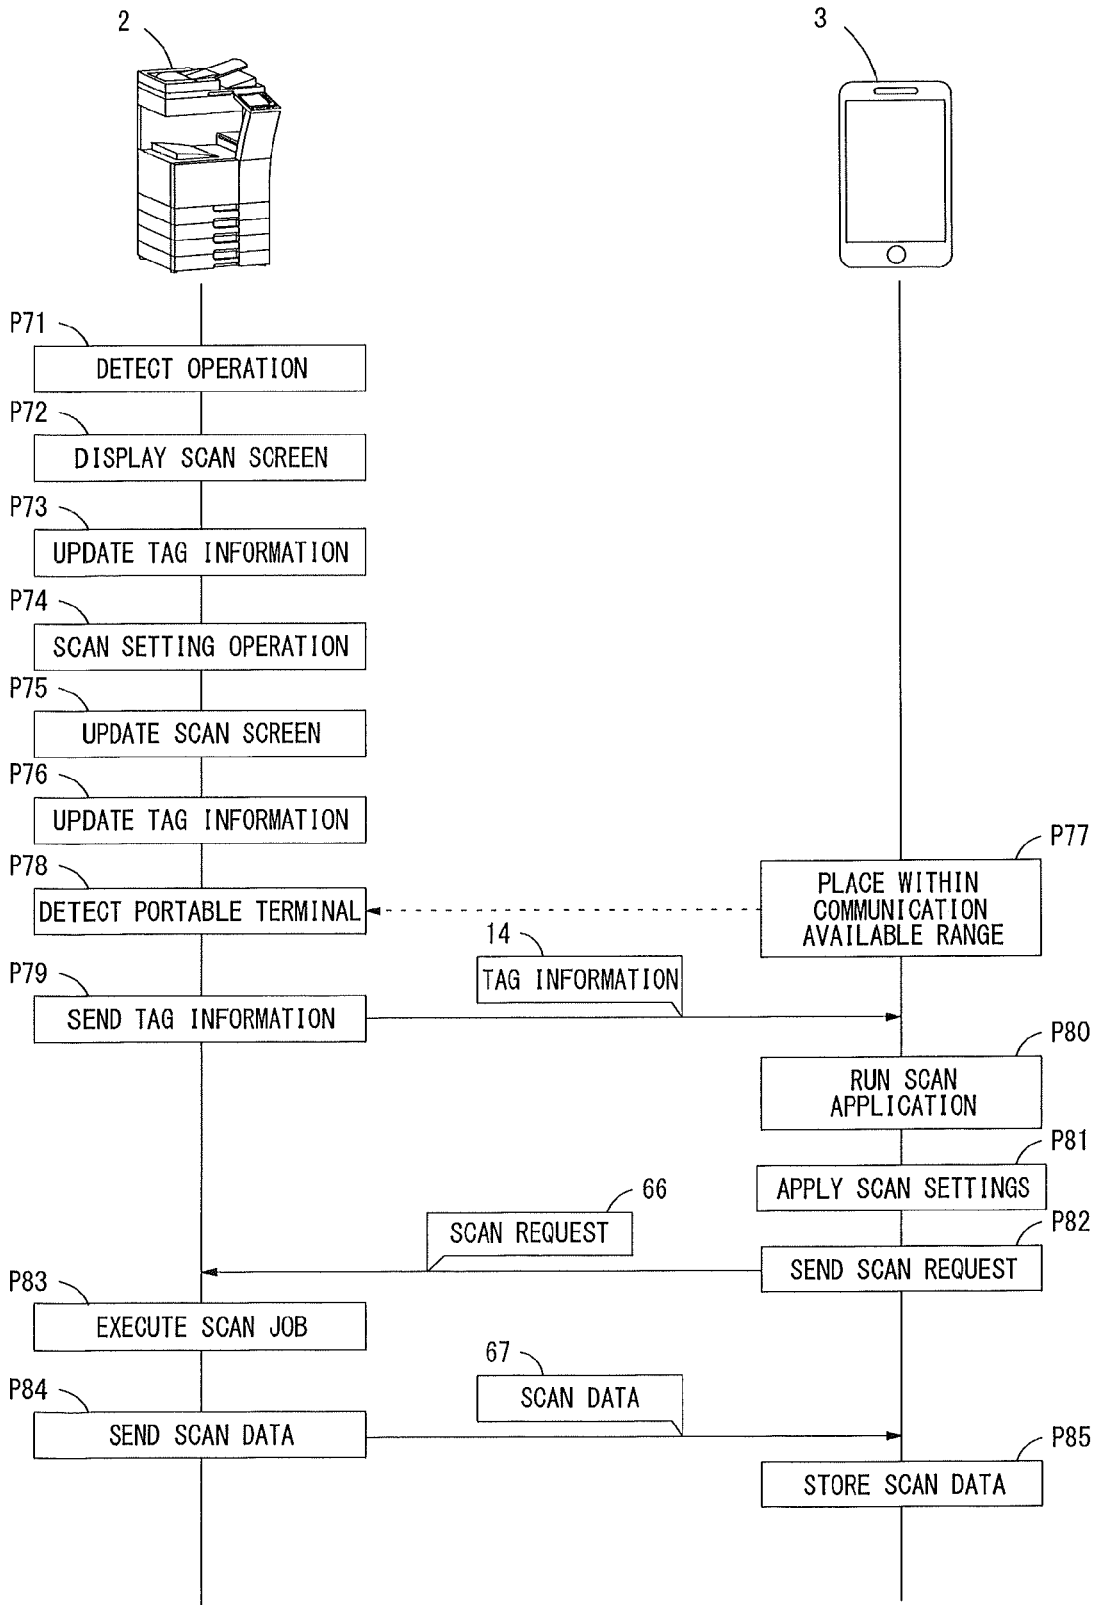 2
3
P71
DETECT OPERATION
P72
DISPLAY SCAN SCREEN
P73
UPDATE TAG INFORMATION
P74
SCAN SETTING OPERATION
P75
UPDATE SCAN SCREEN
P76
UPDATE TAG INFORMATION
P77
PLACE WITHIN
COMMUNICATION
AVAILABLE RANGE
P78
DETECT PORTABLE TERMINAL
14
TAG INFORMATION
P79
SEND TAG INFORMATION
P80
RUN SCAN
APPLICATION
P81
APPLY SCAN SETTINGS
66
SCAN REQUEST
P82
SEND SCAN REQUEST
P83
EXECUTE SCAN JOB
67
SCAN DATA
P84
SEND SCAN DATA
P85
STORE SCAN DATA